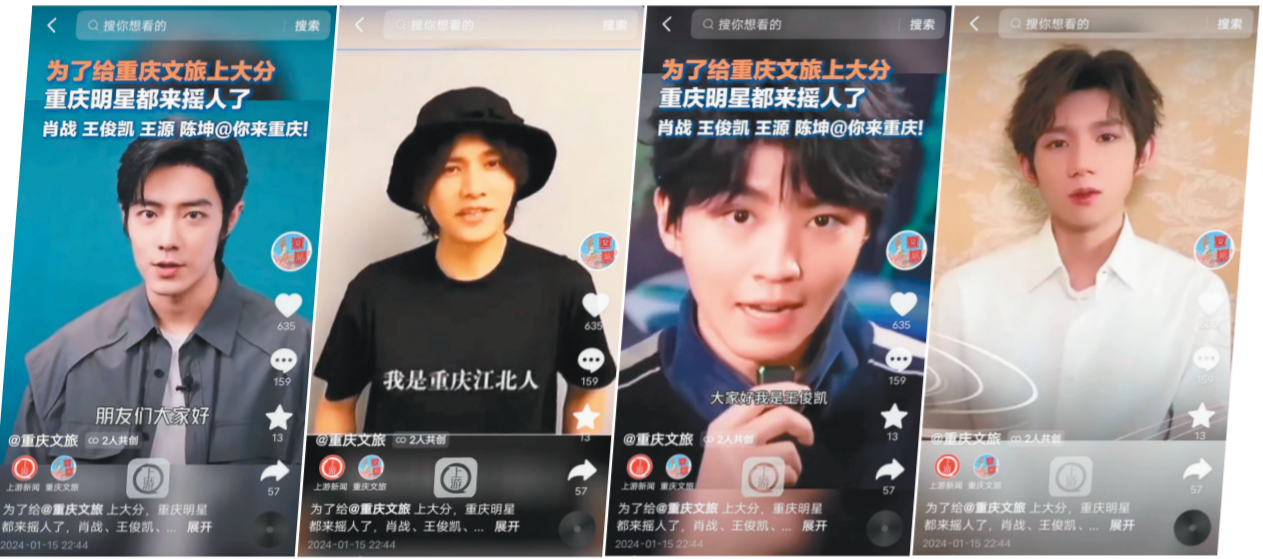 搜你想看的 搜索
为了给重庆文旅上大分
重庆明星都来摇人了
肖战 王俊凯 王源 陈坤@你来重庆!
635
159
朋友们大家好
13
@重庆文旅 2人共创
上游新闻 重庆文旅
上游
57
为了给@重庆文旅 上大分，重庆明星
都来摇人了，肖战、王俊凯、... 展开
2024-01-15 22:44
搜你想看的 搜索
635
我是重庆江北人
159
13
@重庆文旅 2人共创
上游新闻 重庆文旅
上游
57
为了给@重庆文旅 上大分，重庆明星
都来摇人了，肖战、王俊凯、... 展开
2024-01-15 22:44
搜你想看的 搜索
为了给重庆文旅上大分
重庆明星都来摇人了
肖战 王俊凯 王源 陈坤@你来重庆!
635
159
大家好我是王俊凯
13
@重庆文旅 2人共创
上游新闻 重庆文旅
上游
57
为了给@重庆文旅 上大分，重庆明星
都来摇人了，肖战、王俊凯、... 展开
2024-01-15 22:44
搜你想看的 搜索
635
159
13
@重庆文旅 2人共创
上游新闻 重庆文旅
上游
57
为了给@重庆文旅 上大分，重庆明星
都来摇人了，肖战、王俊凯、... 展开
2024-01-15 22:44